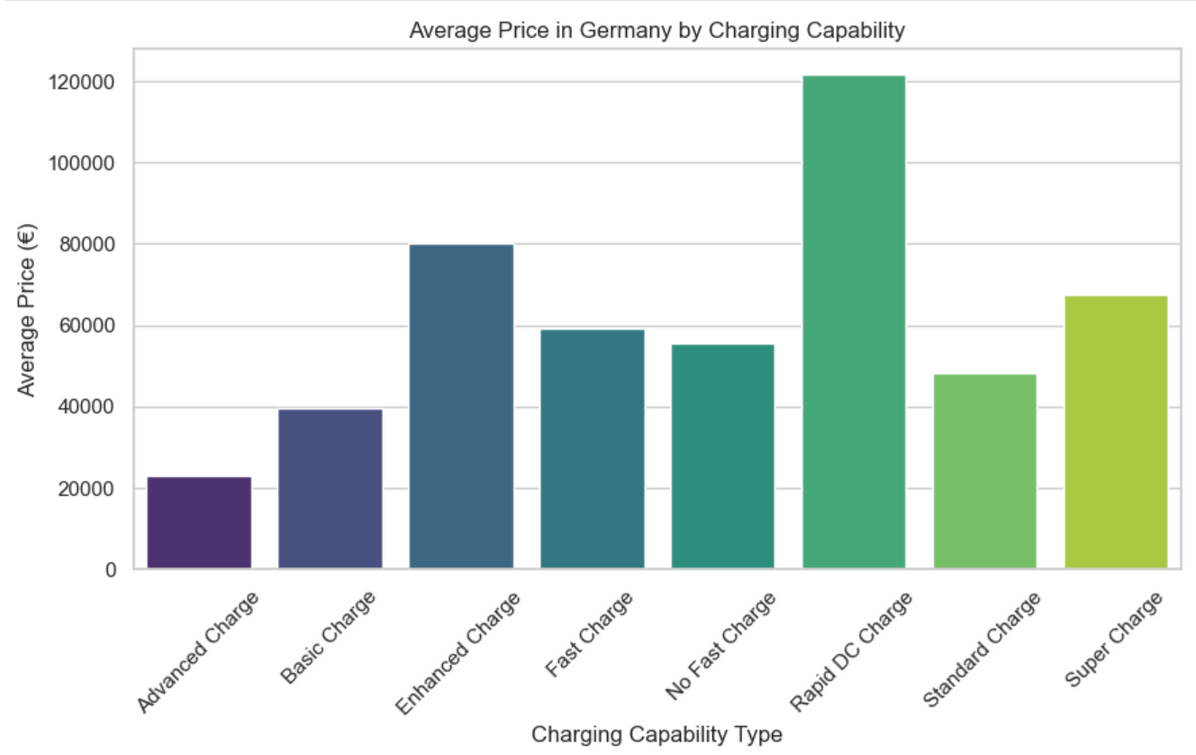 Average Price in Germany by Charging Capability
Average Price (€)
120000
100000
80000
60000
40000
20000
0
Advanced Charge
Basic Charge
Enhanced Charge
Fast Charge
No Fast Charge
Rapid DC Charge
Standard Charge
Super Charge
Charging Capability Type